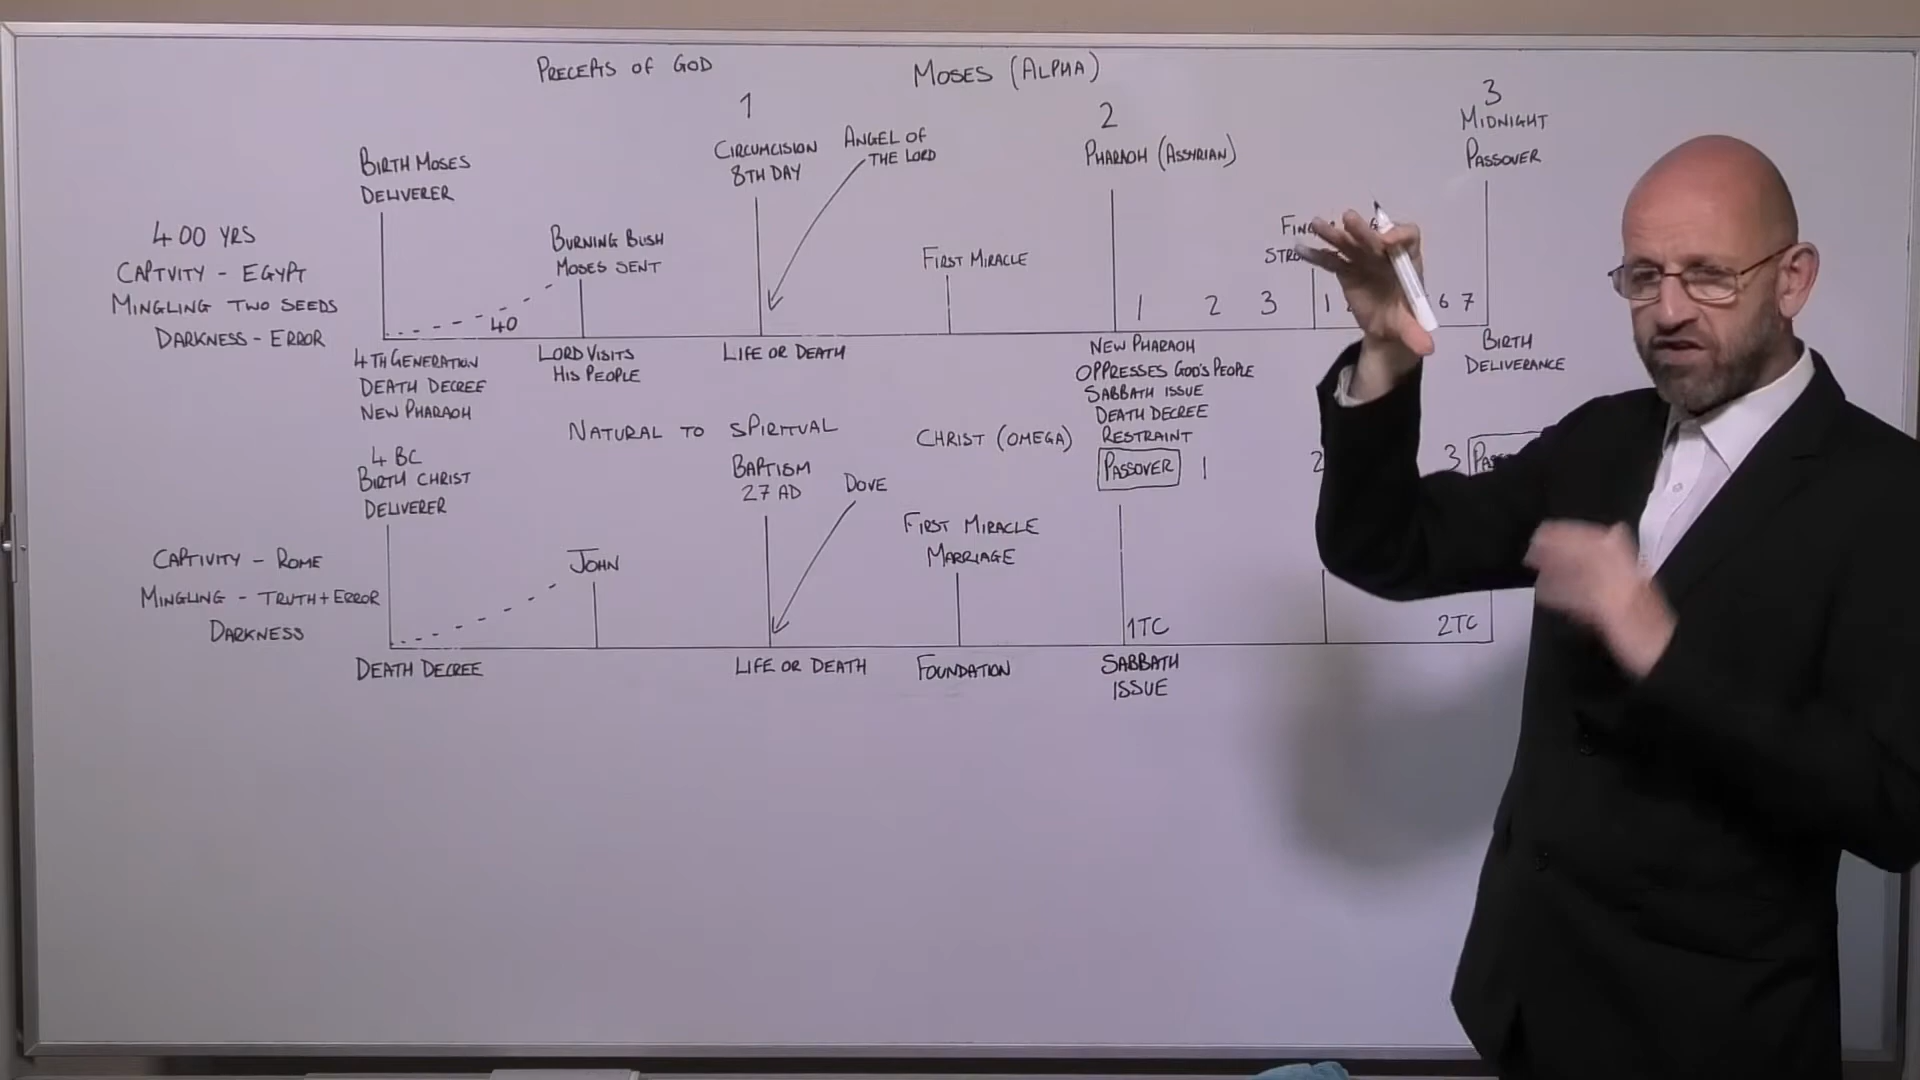 PRECEPTS OF GOD
MOSES (ALPHA)
1
CIRCUMCISION
8TH DAY
ANGEL OF
THE LORD
2
PHARAOH (ASSYRIAN)
3
MIDNIGHT
PASSOVER
BIRTH MOSES
DELIVERER
BURNING BUSH
MOSES SENT
FIRST MIRACLE
400 YRS
CAPTVITY - EGYPT
MINGLING TWO SEEDS
DARKNESS - ERROR
40
1 2 3 1 6 7
4TH GENERATION
DEATH DECREE
NEW PHARAOH
LORD VISITS
HIS PEOPLE
LIFE OR DEATH
NEW PHARAOH
OPPRESSES GOD'S PEOPLE
SABBATH ISSUE
DEATH DECREE
RESTRAINT
BIRTH
DELIVERANCE
NATURAL TO SPIRITUAL
CHRIST (OMEGA)
4 BC
BIRTH CHRIST
DELIVERER
BAPTISM
27 AD
DOVE
PASSOVER 1 2 3
FIRST MIRACLE
MARRIAGE
JOHN
CAPTIVITY - ROME
MINGLING - TRUTH + ERROR
DARKNESS
1TC
2TC
DEATH DECREE
LIFE OR DEATH
FOUNDATION
SABBATH
ISSUE